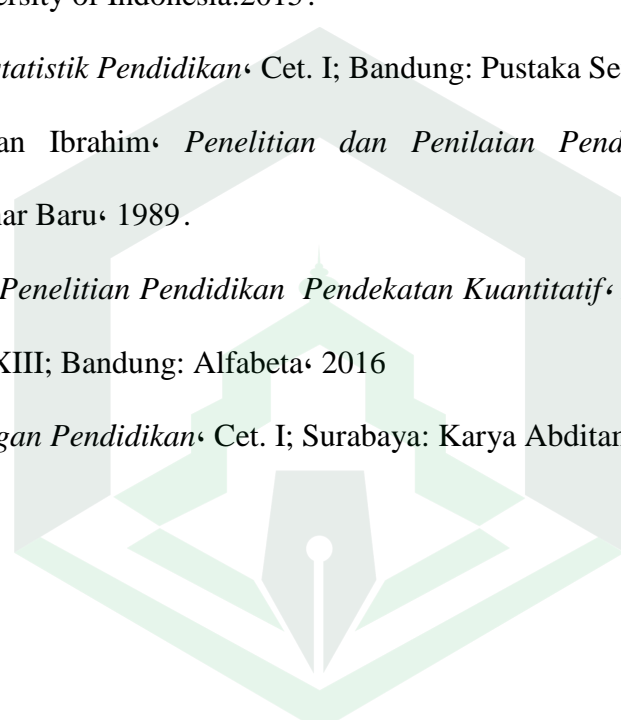 ersity of Indonesia.2015.
tatistik Pendidikan، Cet. I; Bandung: Pustaka Se
an Ibrahim، Penelitian dan Penilaian Pend
ar Baru، 1989.
Penelitian Pendidikan Pendekatan Kuantitatif،
XIII; Bandung: Alfabeta، 2016
gan Pendidikan، Cet. I; Surabaya: Karya Abditan